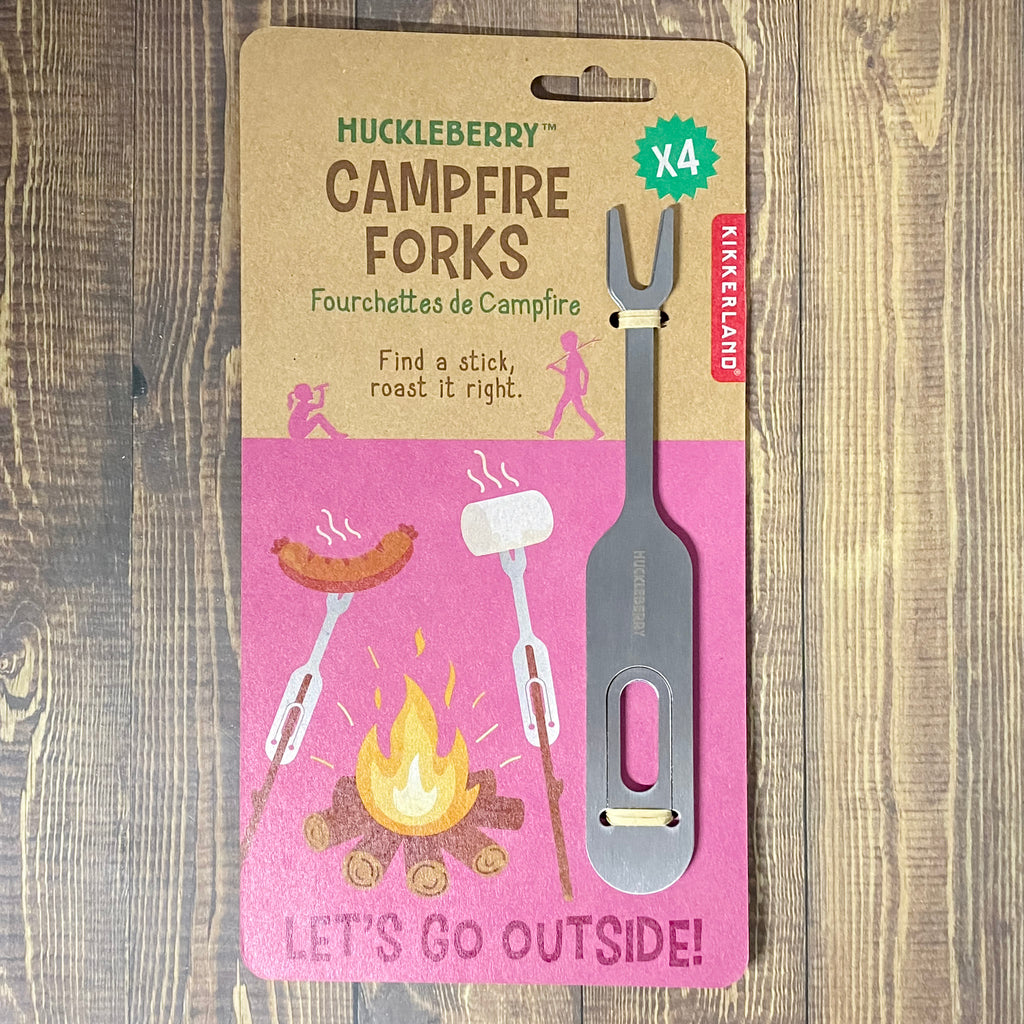 HUCKLEBERRY™
CAMPFIRE
FORKS
Fourchettes de Campfire
Find a stick,
roast it right.
X4
KIKKERLAND®
HUCKLEBERRY
LET'S GO OUTSIDE!